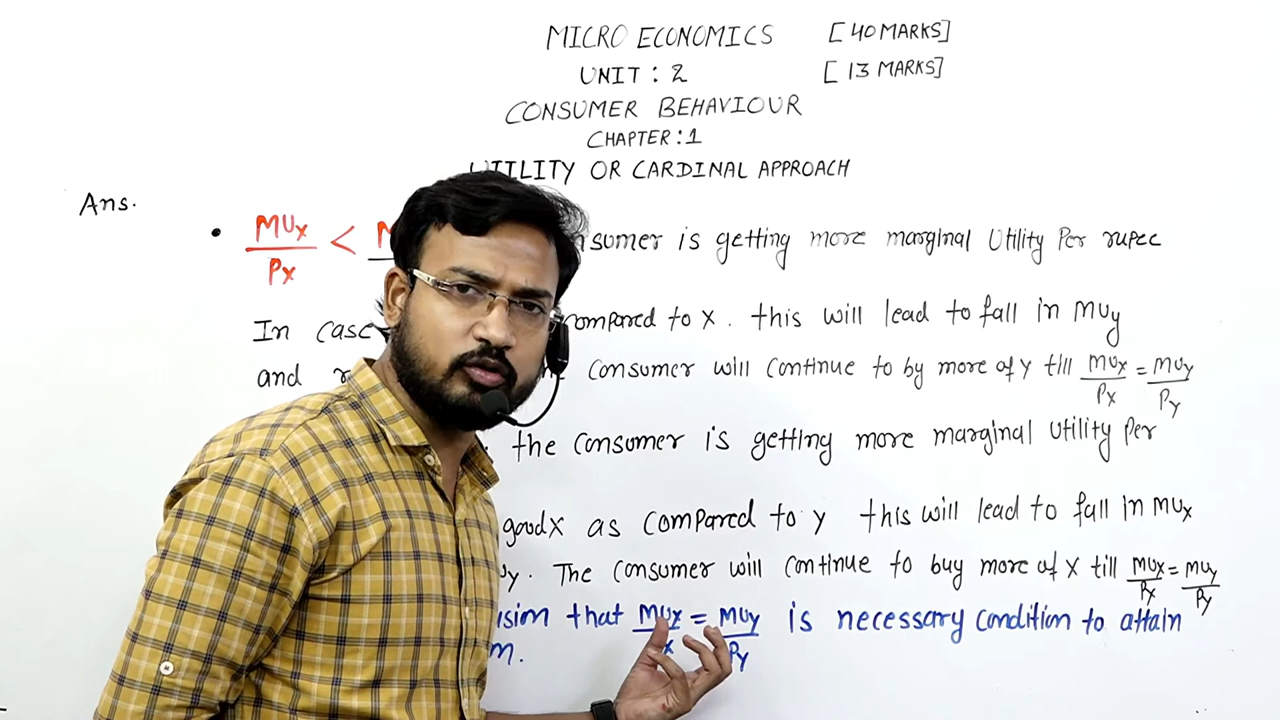 MICRO ECONOMICS [40 MARKS]
UNIT : 2 [13 MARKS]
CONSUMER BEHAVIOUR
CHAPTER : 1
UTILITY OR CARDINAL APPROACH
Ans.
• MUx/Px < is getting more marginal Utility Per rupee
In case compared to X. this will lead to fall in MUy
and Consumer will continue to by more of Y till MUx/Px = MUy/Py
the consumer is getting more marginal utility Per
good x as compared to y this will lead to fall in MUx
The consumer will continue to buy more of X till MUx/Px = MUy/Py
that MUx/x = MUy/Py is necessary condition to attain